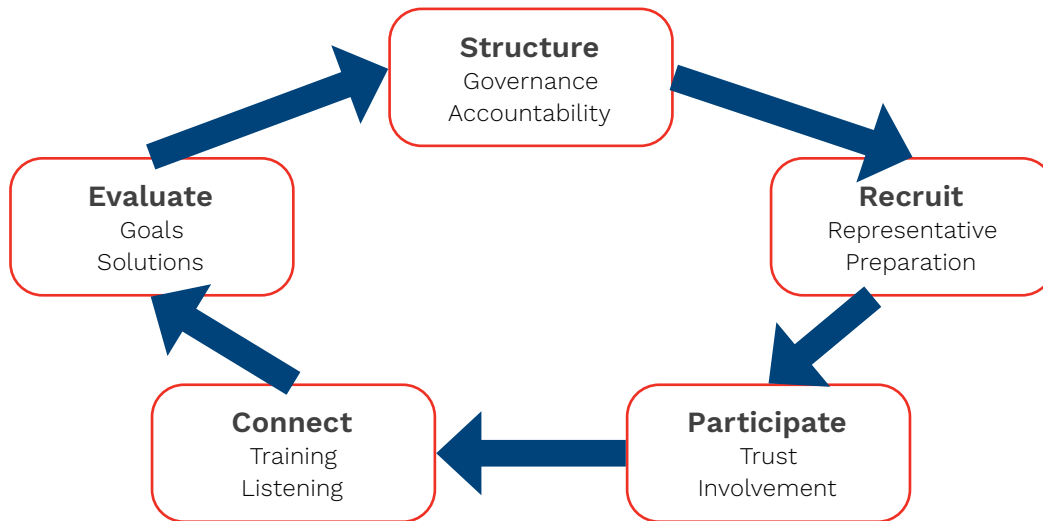 Structure
Governance
Accountability
Recruit
Representative
Preparation
Participate
Trust
Involvement
Connect
Training
Listening
Evaluate
Goals
Solutions